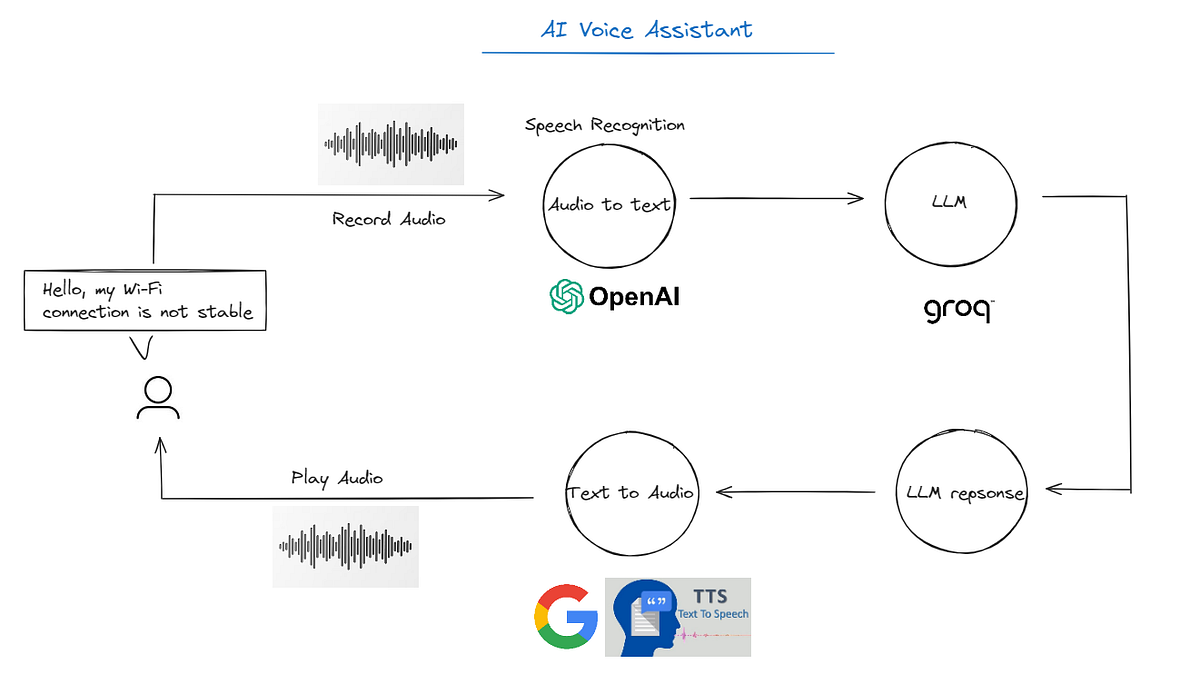 AI Voice Assistant
Speech Recognition
Record Audio
Audio to text
LLM
OpenAI
groq™
Hello, my Wi-Fi
connection is not stable
Play Audio
Text to Audio
LLM repsonse
G
TTS
Text To Speech